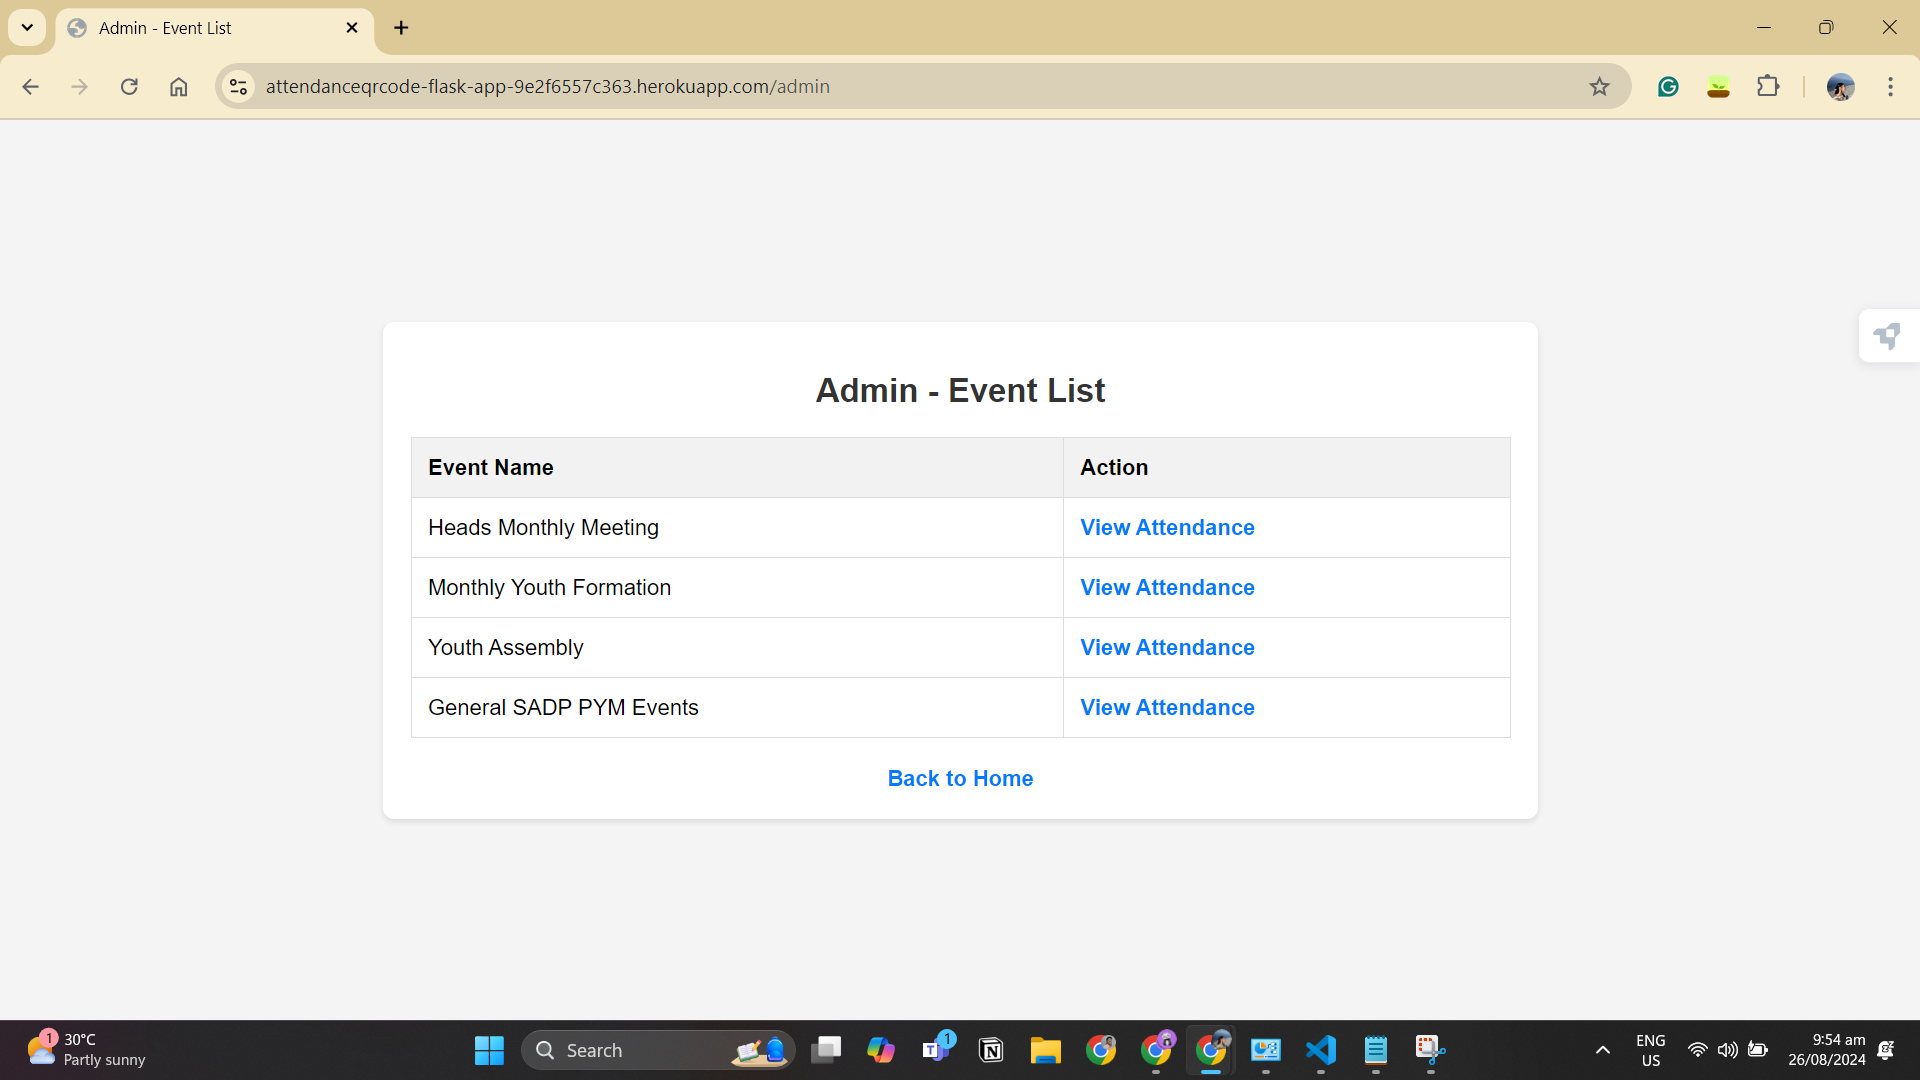 Admin - Event List
attendanceqrcode-flask-app-9e2f6557c363.herokuapp.com/admin
Admin - Event List
Event Name Action
Heads Monthly Meeting View Attendance
Monthly Youth Formation View Attendance
Youth Assembly View Attendance
General SADP PYM Events View Attendance
Back to Home
1
30°C
Partly sunny
Search
1
ENG
US
9:54 am
26/08/2024